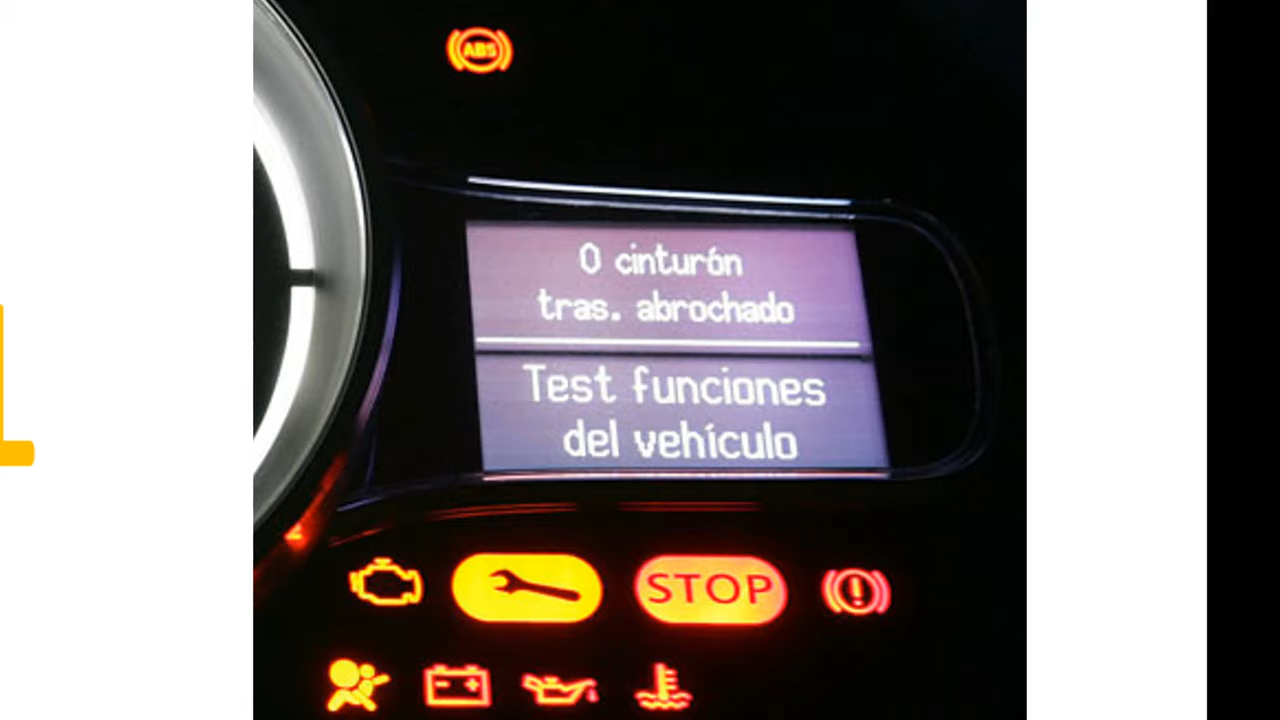 ABS
0 cinturón
tras. abrochado
Test funciones
del vehículo
STOP